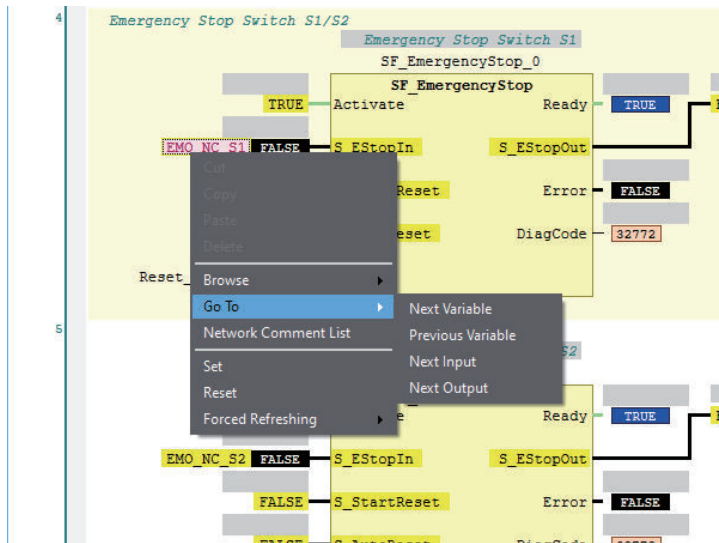 4
Emergency Stop Switch S1/S2
Emergency Stop Switch S1
SF_EmergencyStop_0
SF_EmergencyStop
TRUE Activate Ready TRUE
EMO_NC_S1 FALSE S_EStopIn S_EStopOut
Cut
Copy Reset Error FALSE
Paste
Delete eset DiagCode 32772
Reset_ Browse
Go To Next Variable
5 Network Comment List Previous Variable
Set Next Input S2
Reset Next Output
Forced Refreshing e Ready TRUE
EMO_NC_S2 FALSE S_EStopIn S_EStopOut
FALSE S_StartReset Error FALSE
FALSE S_AutoReset DiagCode